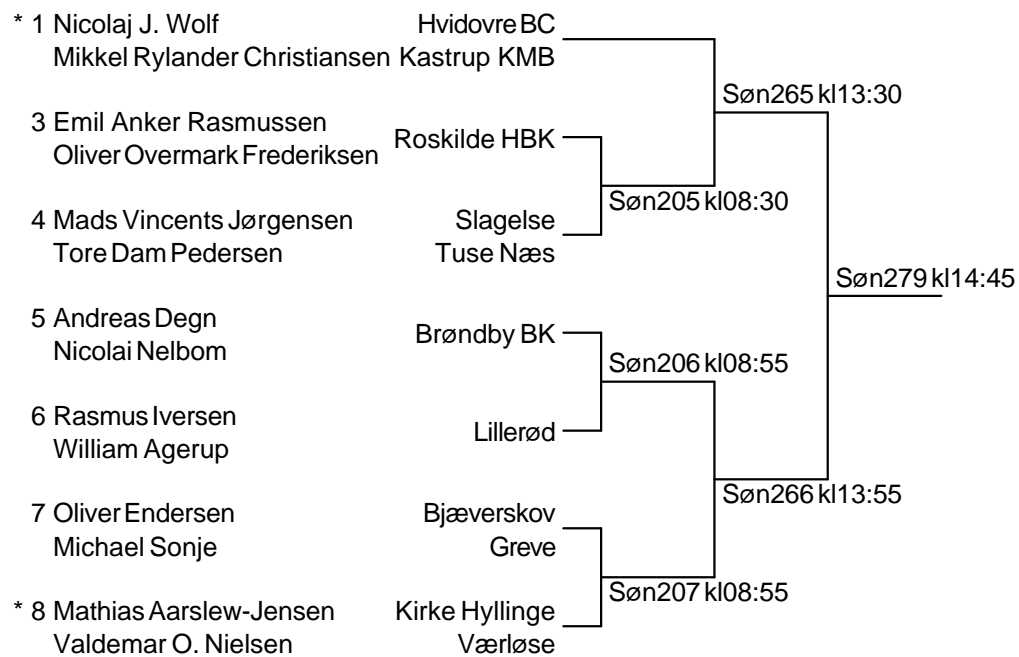 * 1 Nicolaj J. Wolf Hvidovre BC
Mikkel Rylander Christiansen Kastrup KMB
Søn265 kl13:30
3 Emil Anker Rasmussen
Oliver Overmark Frederiksen
Roskilde HBK
Søn205 kl08:30
4 Mads Vincents Jørgensen Slagelse
Tore Dam Pedersen Tuse Næs
Søn279 kl14:45
5 Andreas Degn
Nicolai Nelbom
Brøndby BK
Søn206 kl08:55
6 Rasmus Iversen
William Agerup
Lillerød
Søn266 kl13:55
7 Oliver Endersen Bjæverskov
Michael Sonje Greve
Søn207 kl08:55
* 8 Mathias Aarslew-Jensen Kirke Hyllinge
Valdemar O. Nielsen Værløse